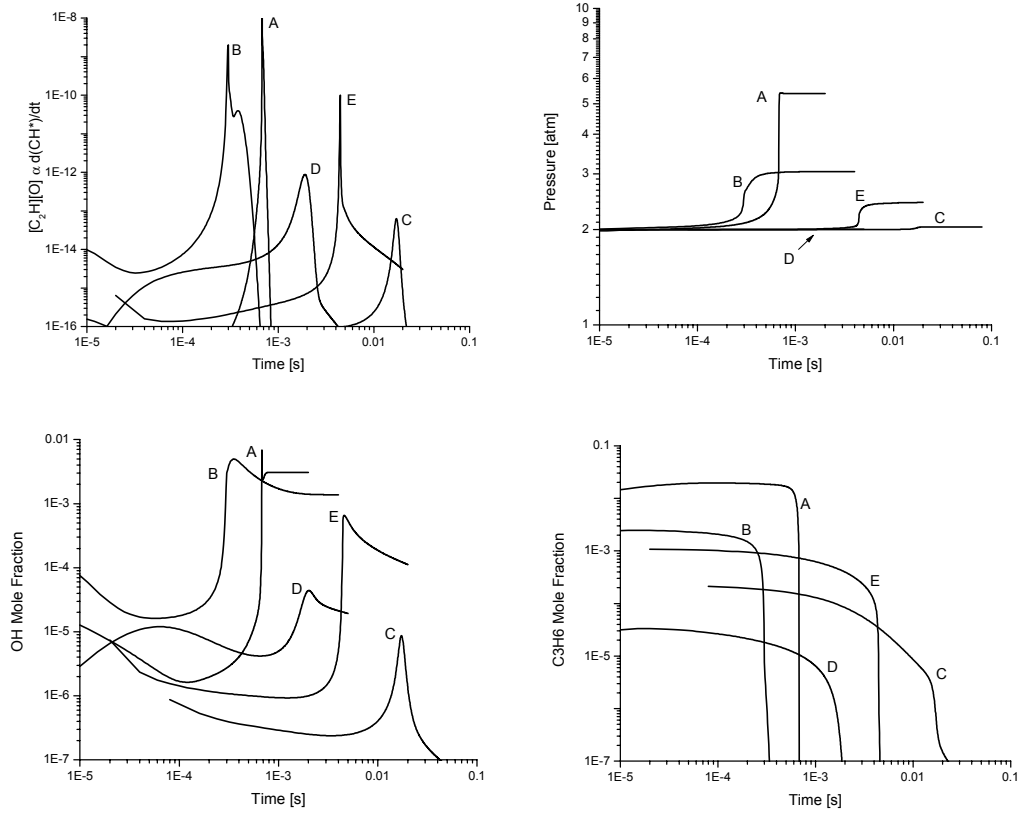 1E-8
1E-10
1E-12
1E-14
1E-16
[C2H][O] α d(CH*)/dt
B
A
E
D
C
1E-5
1E-4
1E-3
0.01
0.1
Time [s]
10
9
8
7
6
5
4
3
2
1
Pressure [atm]
A
B
E
C
D
1E-5
1E-4
1E-3
0.01
0.1
Time [s]
0.01
1E-3
1E-4
1E-5
1E-6
1E-7
OH Mole Fraction
B
A
E
D
C
1E-5
1E-4
1E-3
0.01
0.1
Time [s]
0.1
1E-3
1E-5
1E-7
C3H6 Mole Fraction
A
B
E
D
C
1E-5
1E-4
1E-3
0.01
0.1
Time [s]